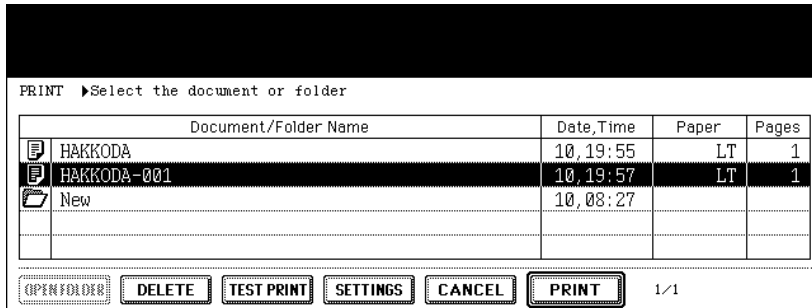 PRINT ▶Select the document or folder
Document/Folder Name Date,Time Paper Pages
HAKKODA 10,19:55 LT 1
HAKKODA-001 10,19:57 LT 1
New 10,08:27
OPEN FOLDER DELETE TEST PRINT SETTINGS CANCEL PRINT 1/1